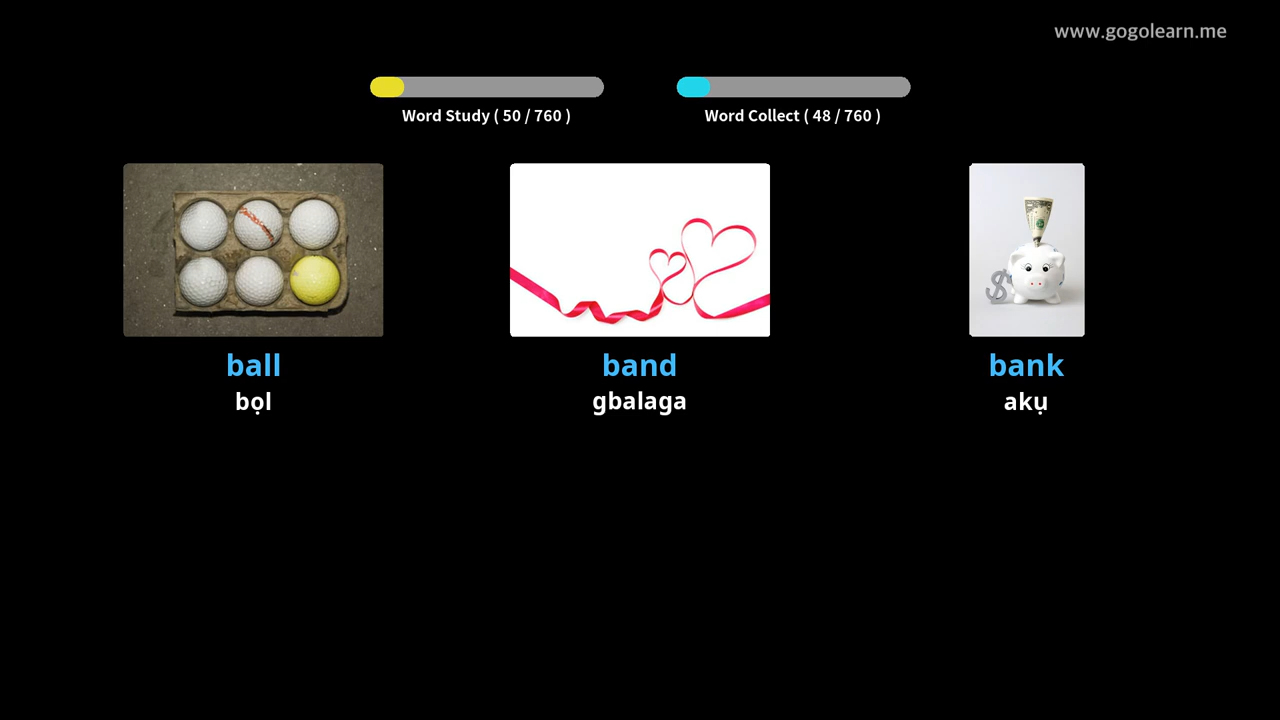 www.gogolearn.me
Word Study ( 50 / 760 )
Word Collect ( 48 / 760 )
ball
bọl
band
gbalaga
bank
akụ